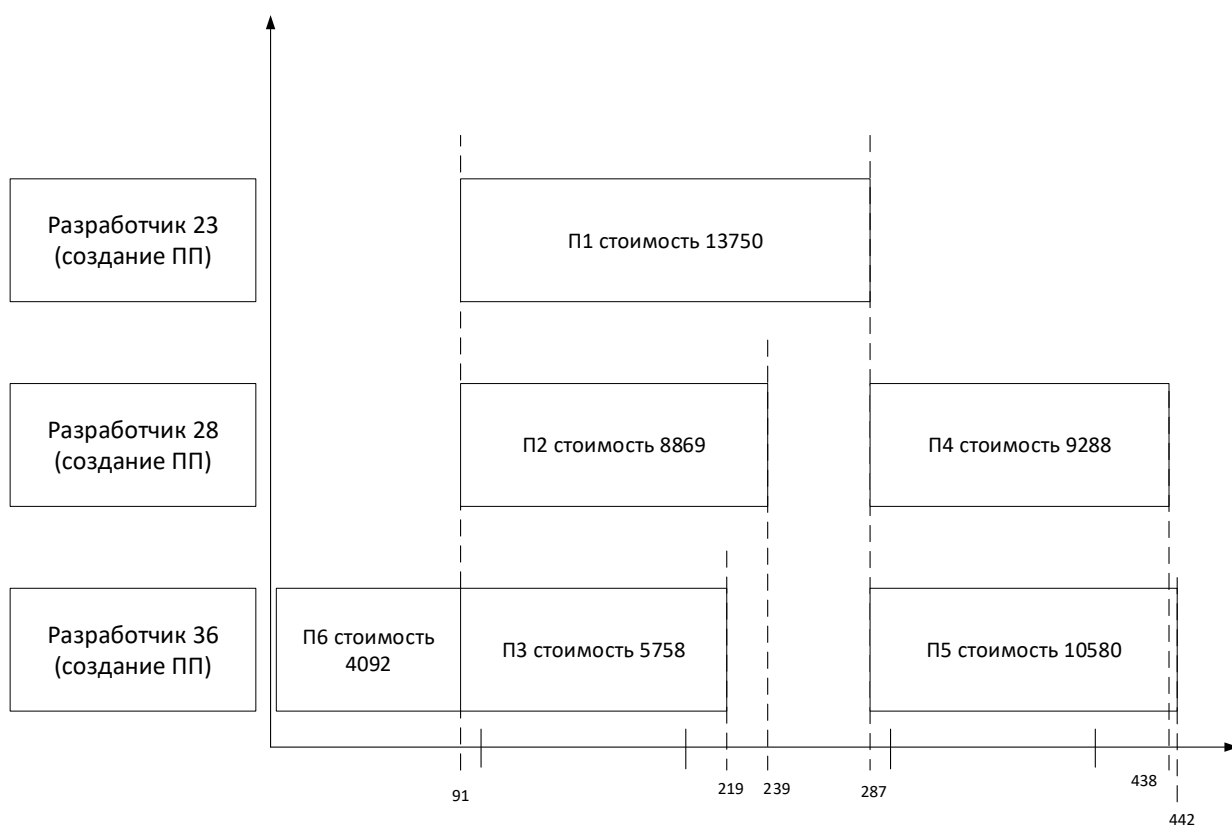 Разработчик 23
(создание ПП)
П1 стоимость 13750
Разработчик 28
(создание ПП)
П2 стоимость 8869
П4 стоимость 9288
Разработчик 36
(создание ПП)
П6 стоимость
4092
П3 стоимость 5758
П5 стоимость 10580
91
219
239
287
438
442